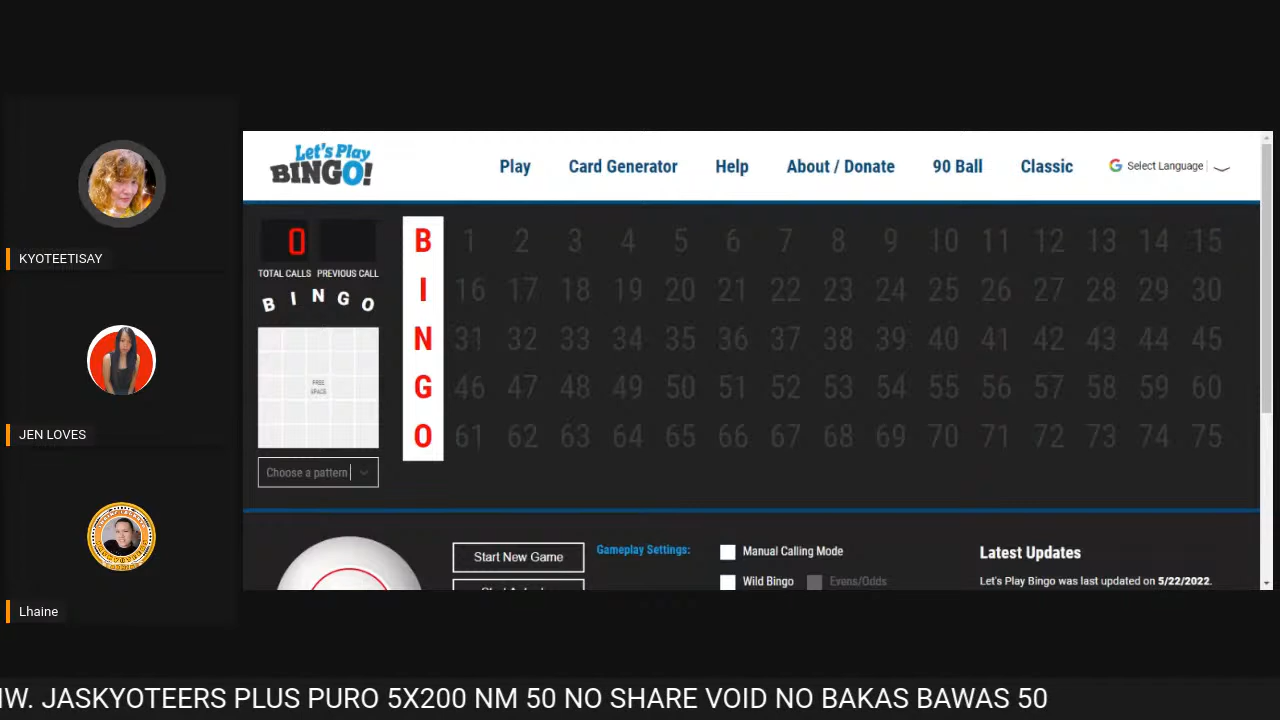 Let's Play
BINGO!
Play Card Generator Help About / Donate 90 Ball Classic Select Language
0
TOTAL CALLS PREVIOUS CALL
B I N G O
FREE
SPACE
Choose a pattern
B 1 2 3 4 5 6 7 8 9 10 11 12 13 14 15
I 16 17 18 19 20 21 22 23 24 25 26 27 28 29 30
N 31 32 33 34 35 36 37 38 39 40 41 42 43 44 45
G 46 47 48 49 50 51 52 53 54 55 56 57 58 59 60
O 61 62 63 64 65 66 67 68 69 70 71 72 73 74 75
Start New Game
Gameplay Settings:
Manual Calling Mode
Wild Bingo Evens/Odds
Latest Updates
Let's Play Bingo was last updated on 5/22/2022.
KYOTEETISAY
JEN LOVES
Lhaine
W. JASKYOTEERS PLUS PURO 5X200 NM 50 NO SHARE VOID NO BAKAS BAWAS 50